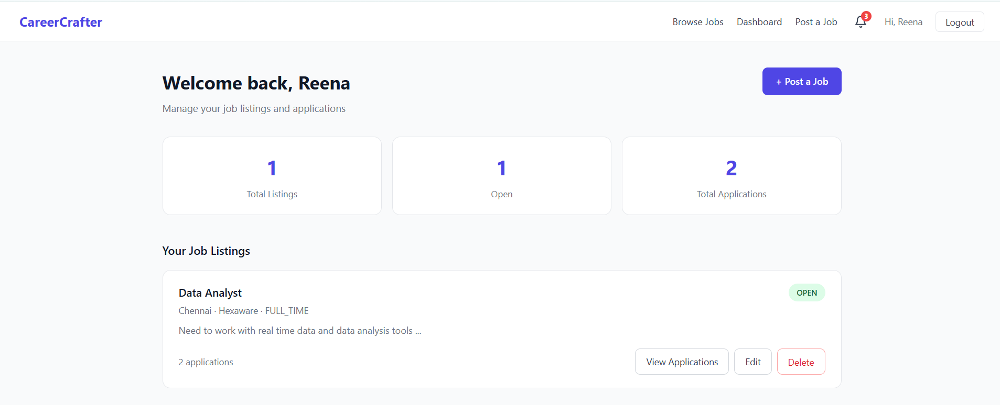 CareerCrafter
Browse Jobs Dashboard Post a Job 3 Hi, Reena Logout
Welcome back, Reena
+ Post a Job
Manage your job listings and applications
1 1 2
Total Listings Open Total Applications
Your Job Listings
Data Analyst OPEN
Chennai · Hexaware · FULL_TIME
Need to work with real time data and data analysis tools ...
2 applications View Applications Edit Delete